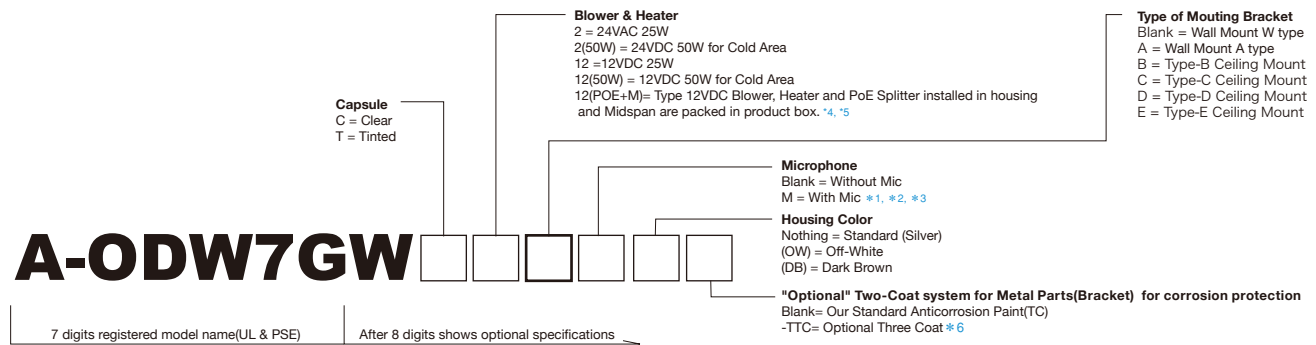 Blower & Heater
2 = 24VAC 25W
2(50W) = 24VDC 50W for Cold Area
12 =12VDC 25W
12(50W) = 12VDC 50W for Cold Area
12(POE+M)= Type 12VDC Blower, Heater and PoE Splitter installed in housing
and Midspan are packed in product box. *4, *5
Type of Mouting Bracket
Blank = Wall Mount W type
A = Wall Mount A type
B = Type-B Ceiling Mount
C = Type-C Ceiling Mount
D = Type-D Ceiling Mount
E = Type-E Ceiling Mount
Capsule
C = Clear
T = Tinted
Microphone
Blank = Without Mic
M = With Mic *1, *2, *3
Housing Color
Nothing = Standard (Silver)
(OW) = Off-White
(DB) = Dark Brown
A-ODW7GW
"Optional" Two-Coat system for Metal Parts(Bracket) for corrosion protection
Blank= Our Standard Anticorrosion Paint(TC)
-TTC= Optional Three Coat *6
7 digits registered model name(UL & PSE)
After 8 digits shows optional specifications